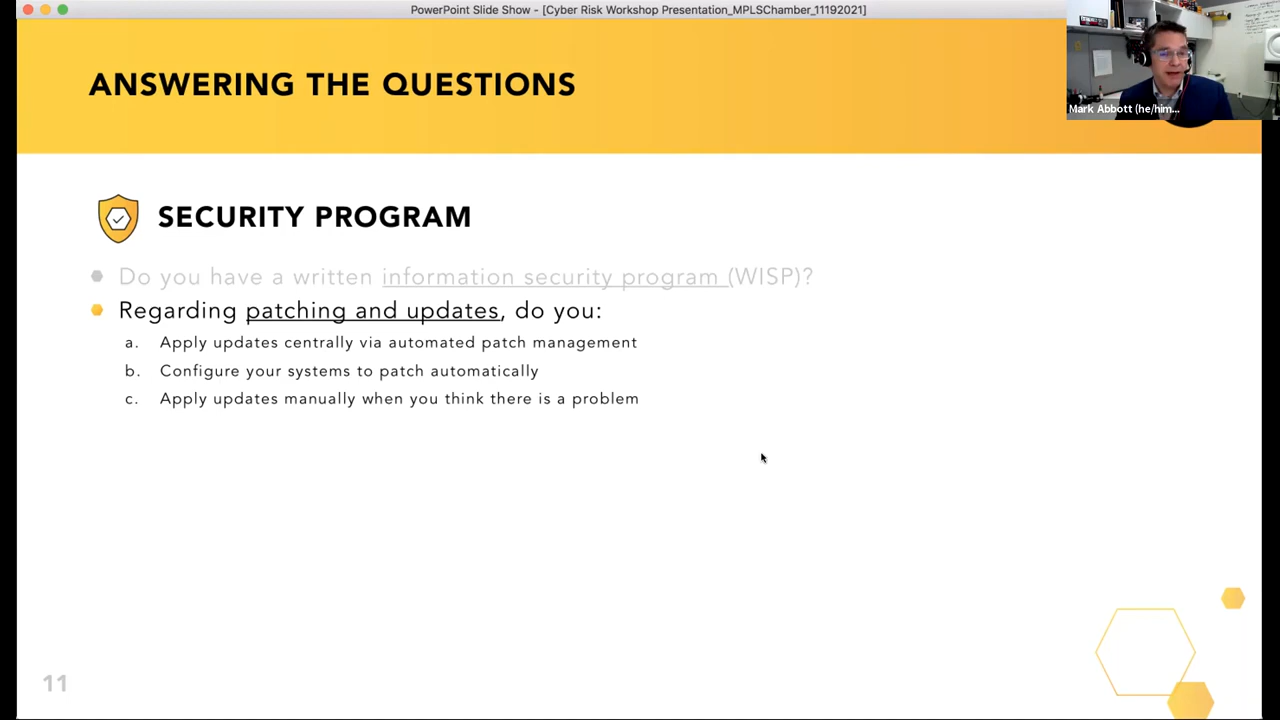 PowerPoint Slide Show - [Cyber Risk Workshop Presentation_MPLSChamber_11192021]
ANSWERING THE QUESTIONS
Mark Abbott (he/him...
SECURITY PROGRAM
Do you have a written information security program (WISP)?
Regarding patching and updates, do you:
a. Apply updates centrally via automated patch management
b. Configure your systems to patch automatically
c. Apply updates manually when you think there is a problem
11